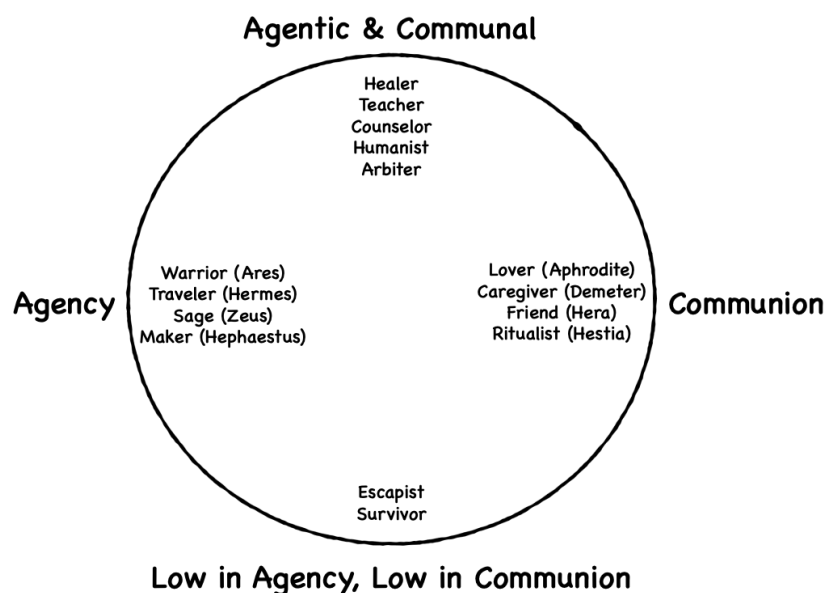 Agentic & Communal
Healer
Teacher
Counselor
Humanist
Arbiter
Agency
Warrior (Ares)
Traveler (Hermes)
Sage (Zeus)
Maker (Hephaestus)
Lover (Aphrodite)
Caregiver (Demeter)
Friend (Hera)
Ritualist (Hestia)
Communion
Escapist
Survivor
Low in Agency, Low in Communion